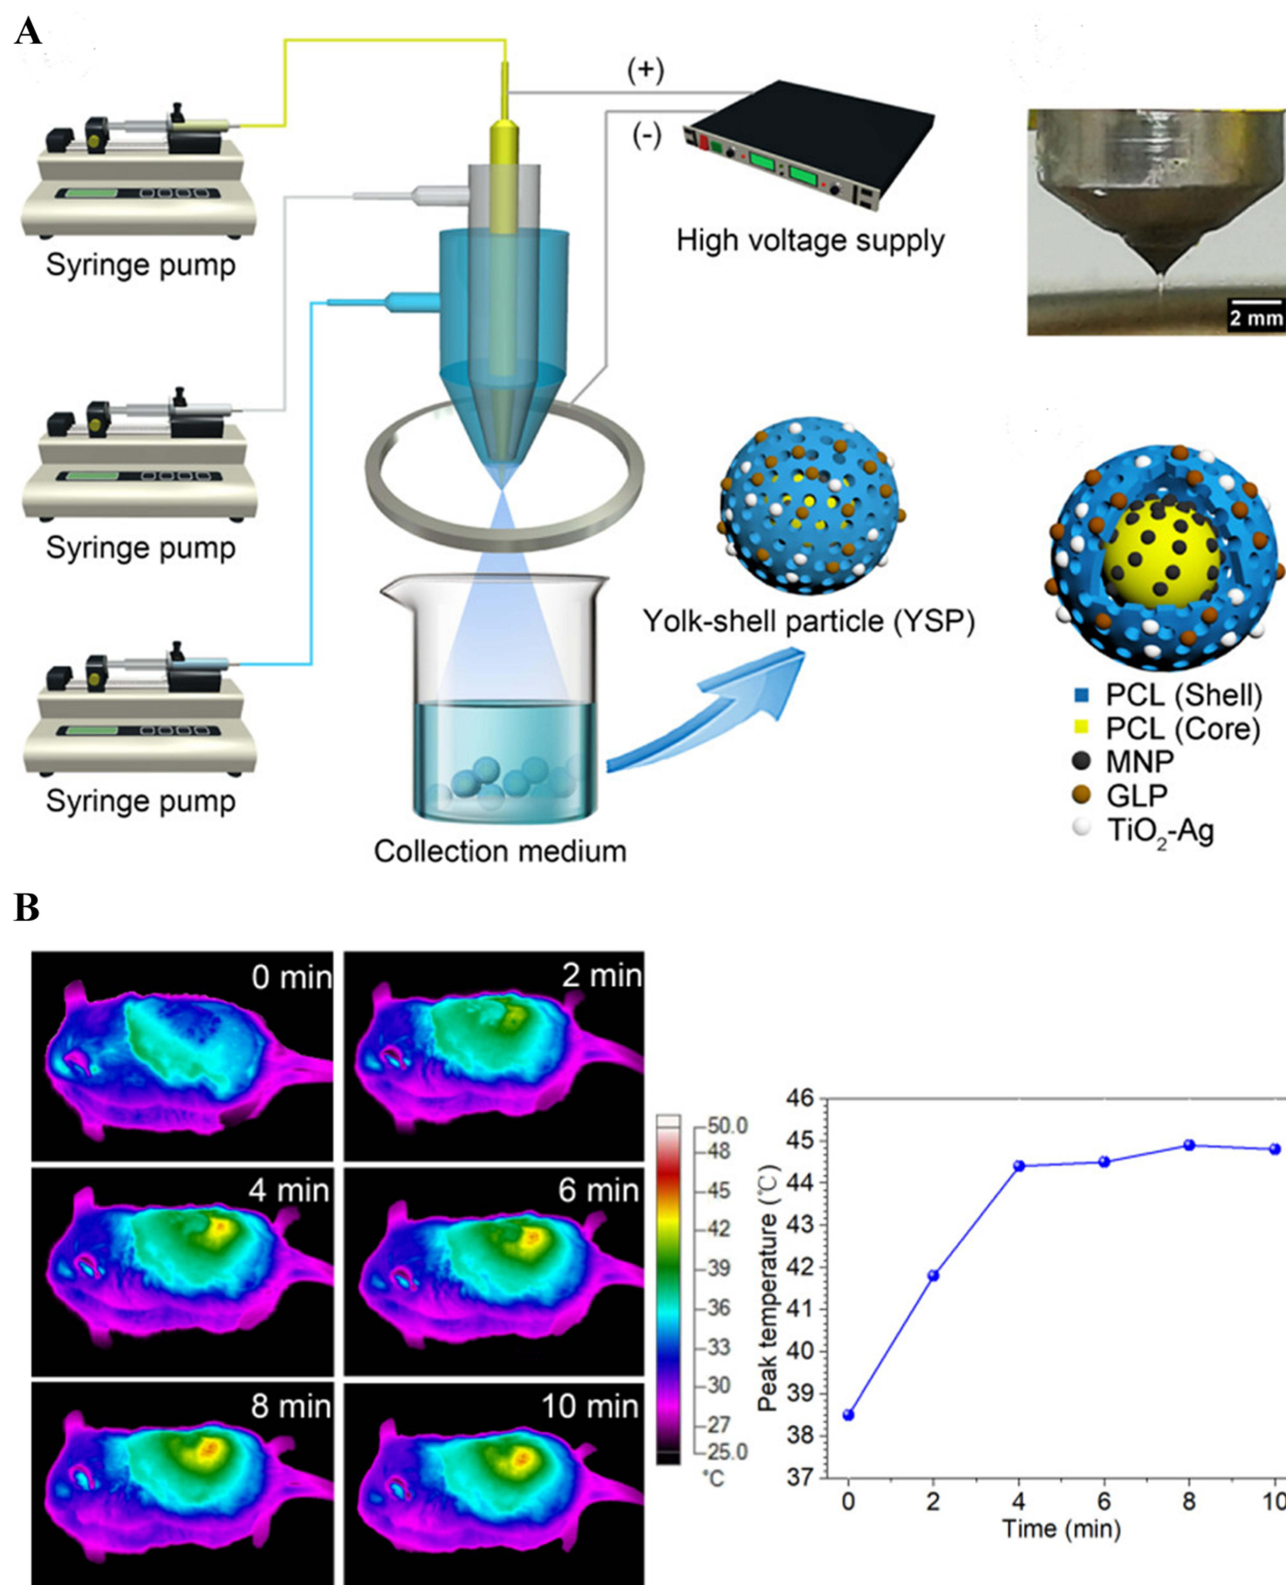 A
(+)
(-)
Syringe pump
High voltage supply
2 mm
Syringe pump
Yolk-shell particle (YSP)
PCL (Shell)
PCL (Core)
MNP
GLP
TiO₂-Ag
Syringe pump
Collection medium
B
0 min
2 min
4 min
6 min
8 min
10 min
50.0
48
45
42
39
36
33
30
27
25.0
°C
Peak temperature (℃)
46
45
44
43
42
41
40
39
38
37
0 2 4 6 8 10
Time (min)